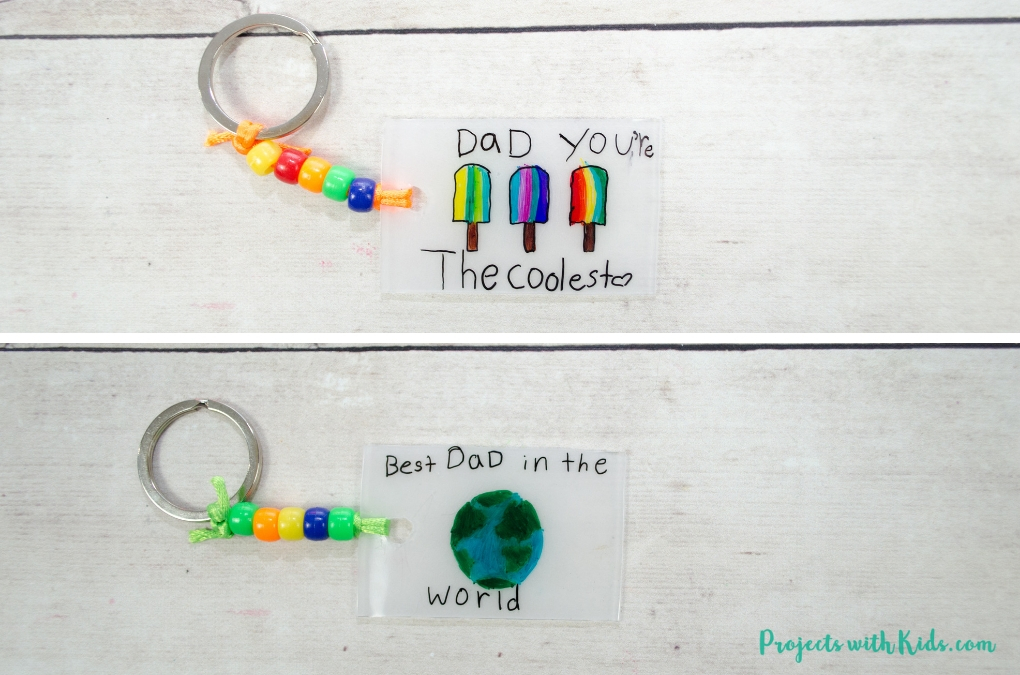 DaD YOU're
The coolest♡
Best DaD in the
world
Projects with Kids.com